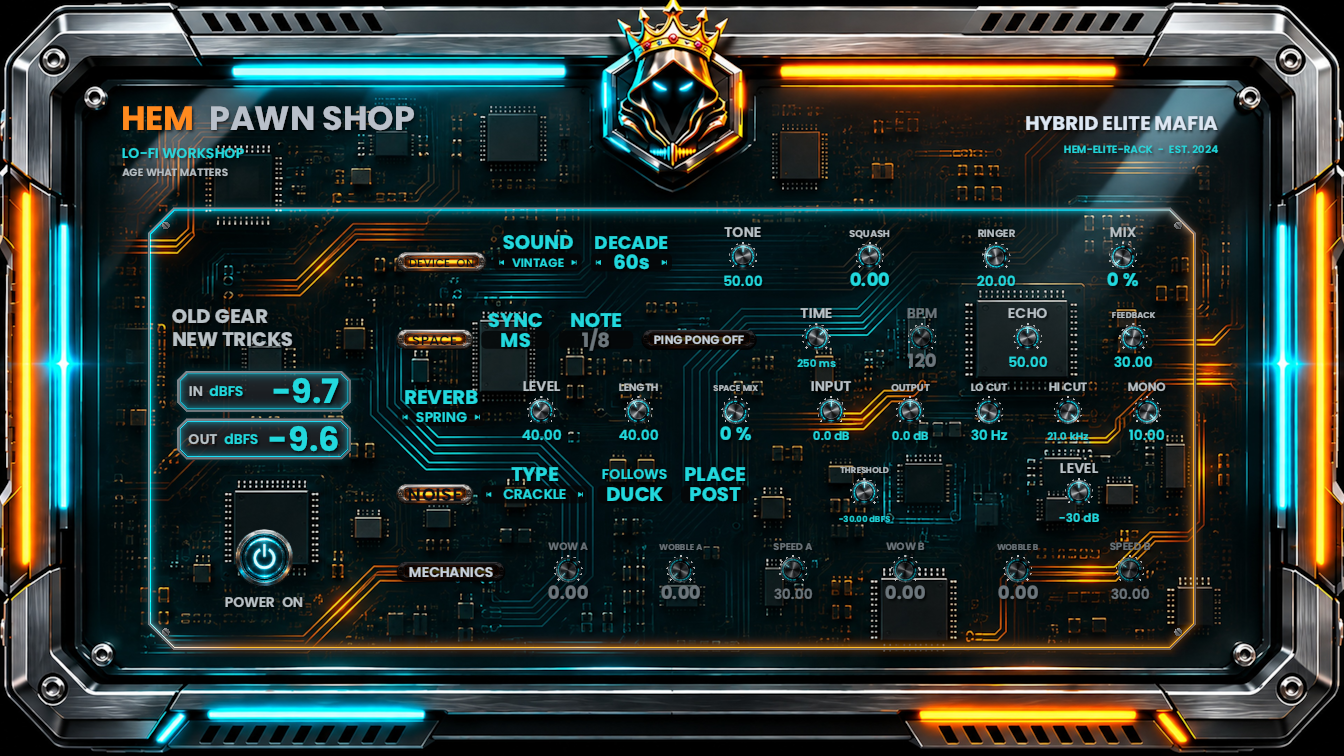 HEM PAWN SHOP
LO-FI WORKSHOP
AGE WHAT MATTERS
HYBRID ELITE MAFIA
HEM-ELITE-RACK - EST. 2024
DEVICE ON
SOUND
VINTAGE
DECADE
60s
TONE
50.00
SQUASH
0.00
RINGER
20.00
MIX
0 %
OLD GEAR
NEW TRICKS
SPACE
SYNC
MS
NOTE
1/8
PING PONG OFF
TIME
250 ms
BPM
120
ECHO
50.00
FEEDBACK
30.00
IN dBFS -9.7
OUT dBFS -9.6
REVERB
SPRING
LEVEL
40.00
LENGTH
40.00
SPACE MIX
0 %
INPUT
0.0 dB
OUTPUT
0.0 dB
LO CUT
30 Hz
HI CUT
21.0 kHz
MONO
10.00
NOISE
TYPE
CRACKLE
FOLLOWS
DUCK
PLACE
POST
THRESHOLD
-30.00 dBFS
LEVEL
-30 dB
POWER ON
MECHANICS
WOW A
0.00
WOBBLE A
0.00
SPEED A
30.00
WOW B
0.00
WOBBLE B
0.00
SPEED B
30.00